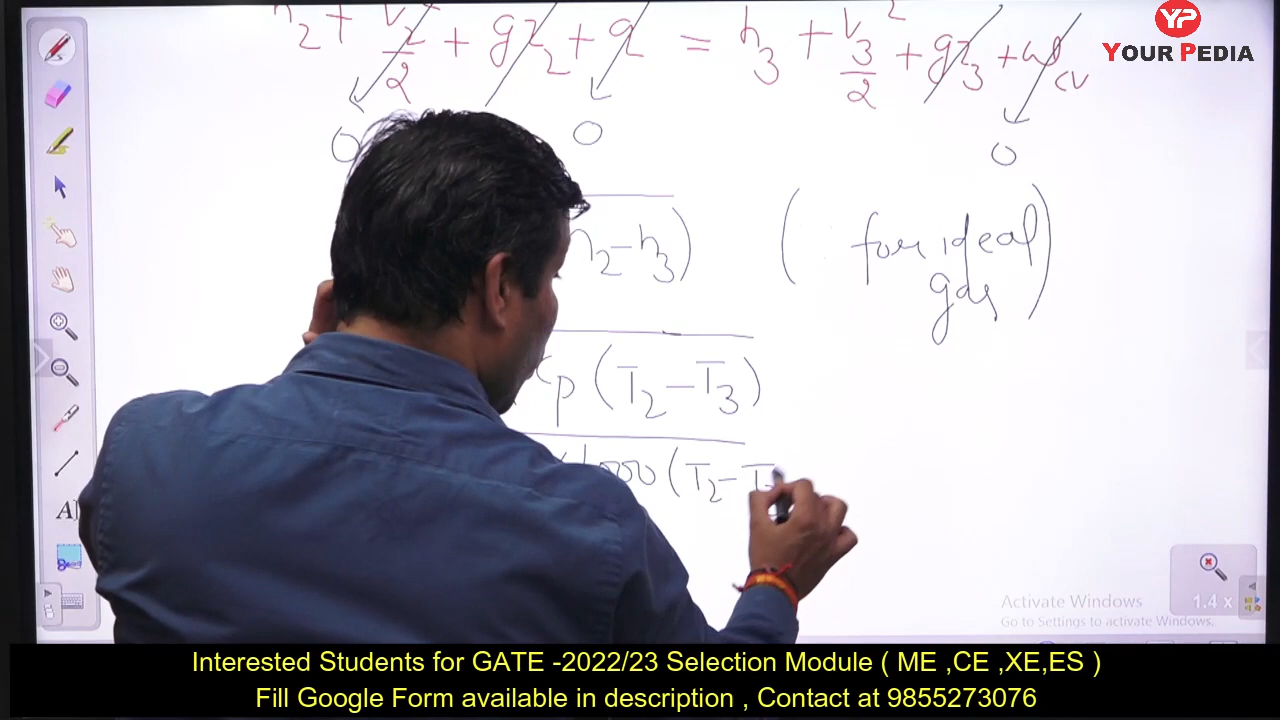 YP
YOUR PEDIA
h₂ + V₂²/2 + gz₂ + q = h₃ + V₃²/2 + gz₃ + ω_cv
0 0 0
h₂ – h₃) ( for ideal
gas )
Cp (T₂ – T₃)
1000 (T₂ – T
A
Activate Windows
Go to Settings to activate Windows.
1.4 x
Interested Students for GATE -2022/23 Selection Module ( ME ,CE ,XE,ES )
Fill Google Form available in description , Contact at 9855273076